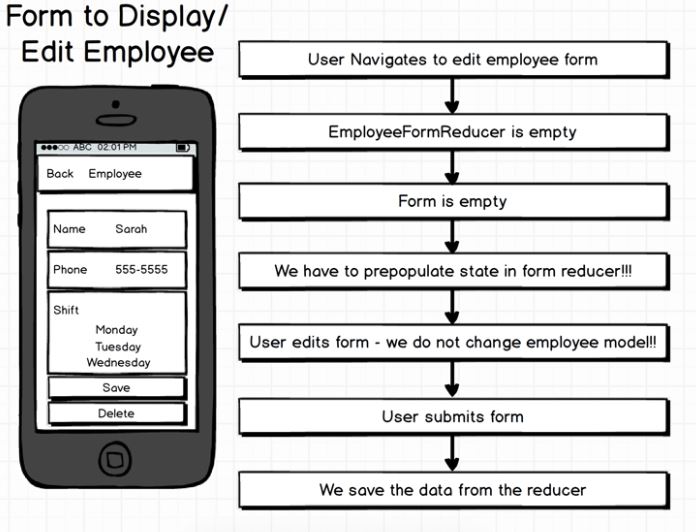 Form to Display/
Edit Employee
ABC 02:01 PM
Back Employee
Name Sarah
Phone 555-5555
Shift
Monday
Tuesday
Wednesday
Save
Delete
User Navigates to edit employee form
EmployeeFormReducer is empty
Form is empty
We have to prepopulate state in form reducer!!!
User edits form - we do not change employee model!!
User submits form
We save the data from the reducer